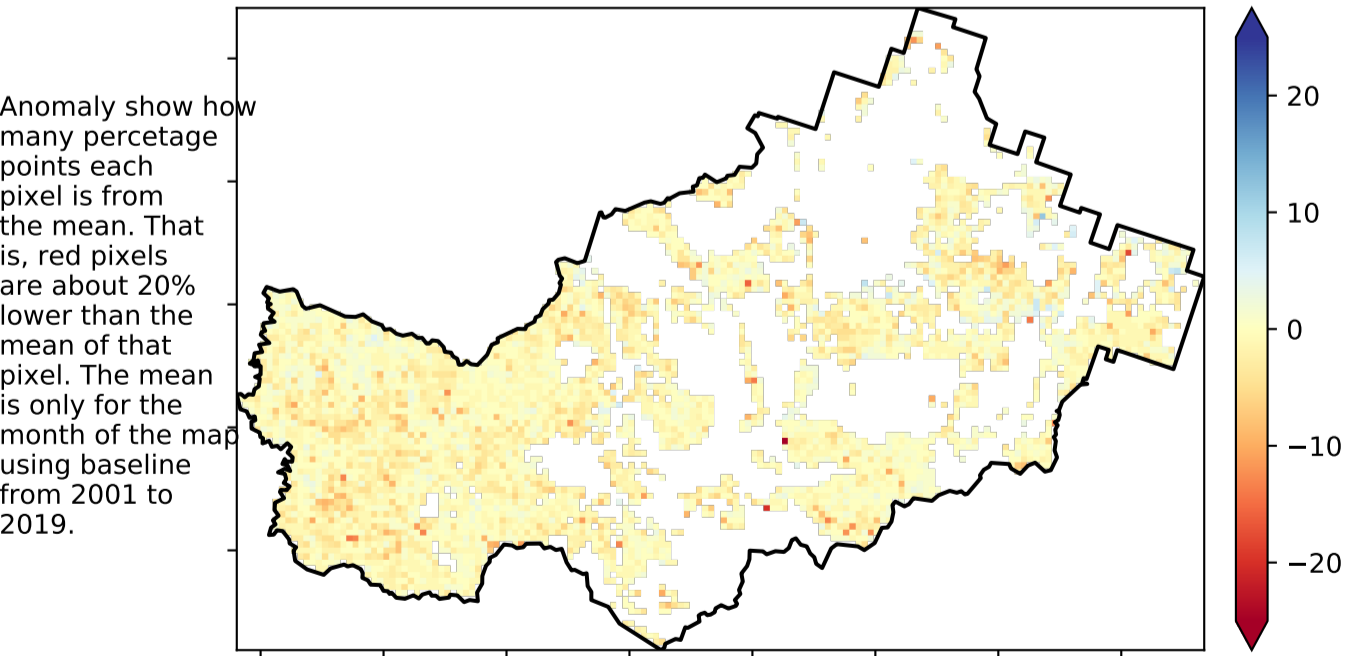 Anomaly show how
many percetage
points each
pixel is from
the mean. That
is, red pixels
are about 20%
lower than the
mean of that
pixel. The mean
is only for the
month of the map
using baseline
from 2001 to
2019.
20
10
0
−10
−20